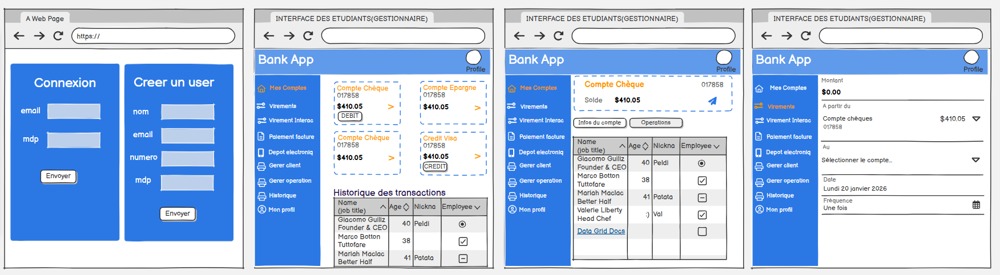 A Web Page
https://
Connexion
email
mdp
Envoyer
Creer un user
nom
email
numero
mdp
Envoyer
INTERFACE DES ETUDIANTS(GESTIONNAIRE)
Bank App
Profile
Mes Comptes
Virements
Virement Interac
Paiement facture
Depot electroniq
Gerer client
Gerer operation
Historique
Mon profil
Compte Chèque
017858
$410.05
>
DEBIT
Compte Epargne
017858
$410.05
>
Compte Chèque
017858
$410.05
>
Credit Visa
017858
$410.05
>
CREDIT
Historique des transactions
Name
(job title)
Age
Nickna
Employee
Giacomo Guiliz
Founder & CEO
40
Peldi
Marco Botton
Tuttofare
38
Mariah Maclac
Better Half
41
Patata
INTERFACE DES ETUDIANTS(GESTIONNAIRE)
Bank App
Profile
Mes Comptes
Virements
Virement Interac
Paiement facture
Depot electroniq
Gerer client
Gerer operation
Historique
Mon profil
Compte Chèque
017858
Solde
$410.05
Infos du compte
Operations
Name
(job title)
Age
Nickna
Employee
Giacomo Guiliz
Founder & CEO
40
Peldi
Marco Botton
Tuttofare
38
Mariah Maclac
Better Half
41
Patata
Valerie Liberty
Head Chef
:)
Val
Data Grid Docs
INTERFACE DES ETUDIANTS(GESTIONNAIRE)
Bank App
Profile
Mes Comptes
Virements
Virement Interac
Paiement facture
Depot electroniq
Gerer client
Gerer operation
Historique
Mon profil
Montant
$0.00
A partir du
Compte chèques
$410.05
017858
Au
Sélectionner le compte...
Date
Lundi 20 janvier 2026
Fréquence
Une fois